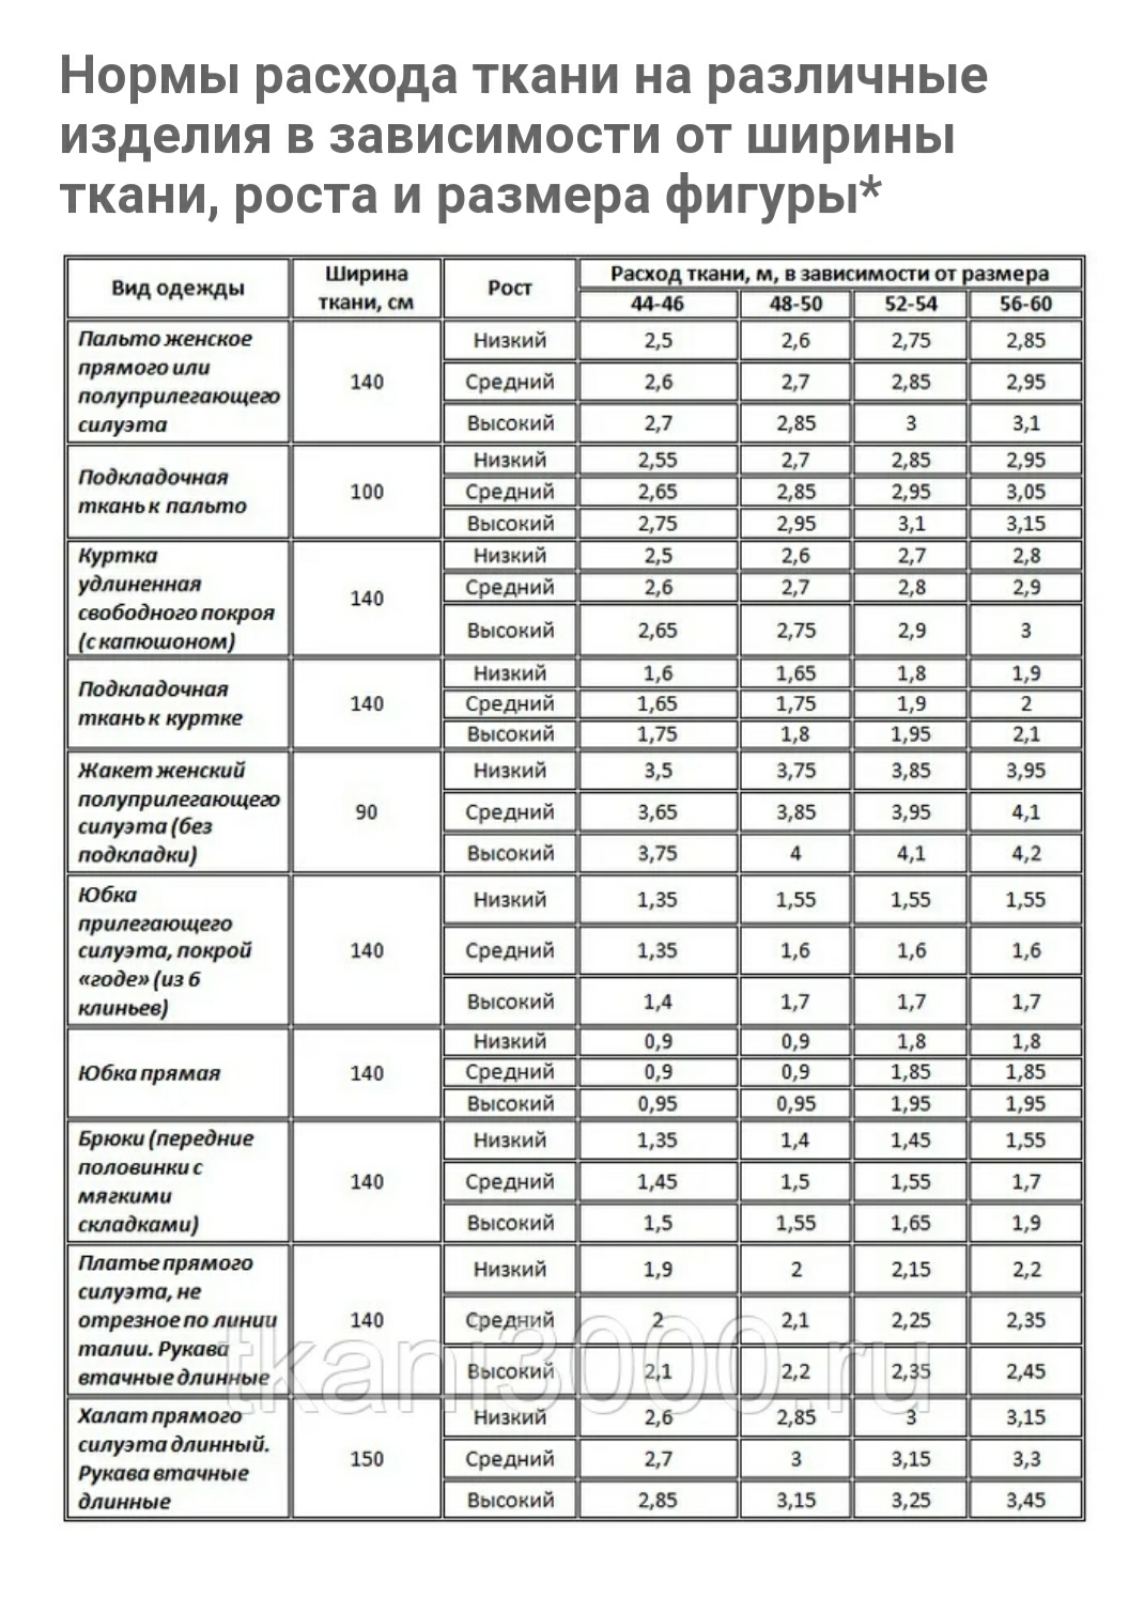 Нормы расхода ткани на различные
изделия в зависимости от ширины
ткани, роста и размера фигуры*
Вид одежды Ширина ткани, см Рост Расход ткани, м, в зависимости от размера
44-46 48-50 52-54 56-60
Пальто женское
прямого или
полуприлегающего
силуэта
140
Низкий 2,5 2,6 2,75 2,85
Средний 2,6 2,7 2,85 2,95
Высокий 2,7 2,85 3 3,1
Подкладочная
ткань к пальто
100
Низкий 2,55 2,7 2,85 2,95
Средний 2,65 2,85 2,95 3,05
Высокий 2,75 2,95 3,1 3,15
Куртка
удлиненная
свободного покроя
(с капюшоном)
140
Низкий 2,5 2,6 2,7 2,8
Средний 2,6 2,7 2,8 2,9
Высокий 2,65 2,75 2,9 3
Подкладочная
ткань к куртке
140
Низкий 1,6 1,65 1,8 1,9
Средний 1,65 1,75 1,9 2
Высокий 1,75 1,8 1,95 2,1
Жакет женский
полуприлегающего
силуэта (без
подкладки)
90
Низкий 3,5 3,75 3,85 3,95
Средний 3,65 3,85 3,95 4,1
Высокий 3,75 4 4,1 4,2
Юбка
прилегающего
силуэта, покрой
«годе» (из 6
клиньев)
140
Низкий 1,35 1,55 1,55 1,55
Средний 1,35 1,6 1,6 1,6
Высокий 1,4 1,7 1,7 1,7
Юбка прямая
140
Низкий 0,9 0,9 1,8 1,8
Средний 0,9 0,9 1,85 1,85
Высокий 0,95 0,95 1,95 1,95
Брюки (передние
половинки с
мягкими
складками)
140
Низкий 1,35 1,4 1,45 1,55
Средний 1,45 1,5 1,55 1,7
Высокий 1,5 1,55 1,65 1,9
Платье прямого
силуэта, не
отрезное по линии
талии. Рукава
втачные длинные
140
Низкий 1,9 2 2,15 2,2
Средний 2 2,1 2,25 2,35
Высокий 2,1 2,2 2,35 2,45
tkani3000.ru
Халат прямого
силуэта длинный.
Рукава втачные
длинные
150
Низкий 2,6 2,85 3 3,15
Средний 2,7 3 3,15 3,3
Высокий 2,85 3,15 3,25 3,45